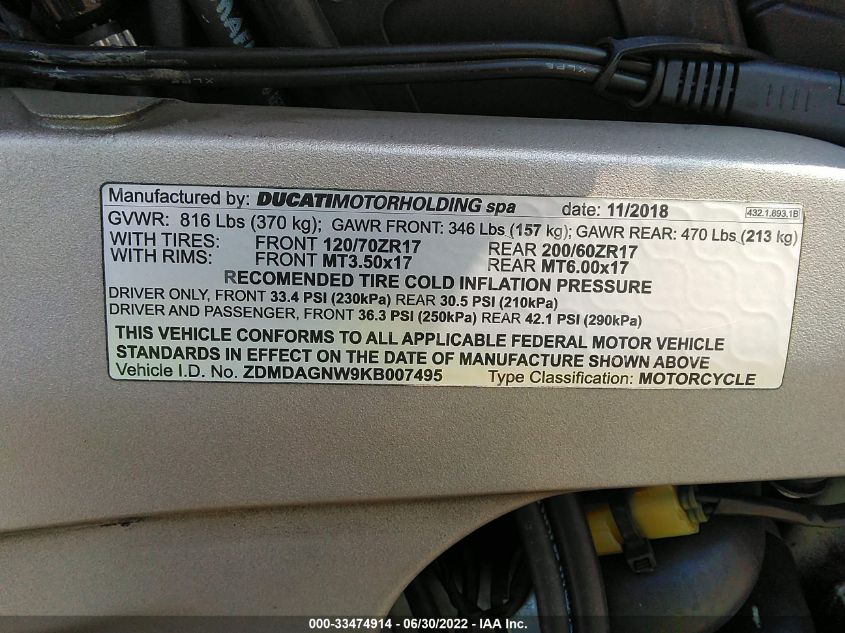 XLPE
XLPE
Manufactured by: DUCATIMOTORHOLDING spa date: 11/2018 432.1.893.1B
GVWR: 816 Lbs (370 kg); GAWR FRONT: 346 Lbs (157 kg); GAWR REAR: 470 Lbs (213 kg)
WITH TIRES: FRONT 120/70ZR17 REAR 200/60ZR17
WITH RIMS: FRONT MT3.50x17 REAR MT6.00x17
RECOMENDED TIRE COLD INFLATION PRESSURE
DRIVER ONLY, FRONT 33.4 PSI (230kPa) REAR 30.5 PSI (210kPa)
DRIVER AND PASSENGER, FRONT 36.3 PSI (250kPa) REAR 42.1 PSI (290kPa)
THIS VEHICLE CONFORMS TO ALL APPLICABLE FEDERAL MOTOR VEHICLE
STANDARDS IN EFFECT ON THE DATE OF MANUFACTURE SHOWN ABOVE
Vehicle I.D. No. ZDMDAGNW9KB007495 Type Classification: MOTORCYCLE
000-33474914 - 06/30/2022 - IAA Inc.